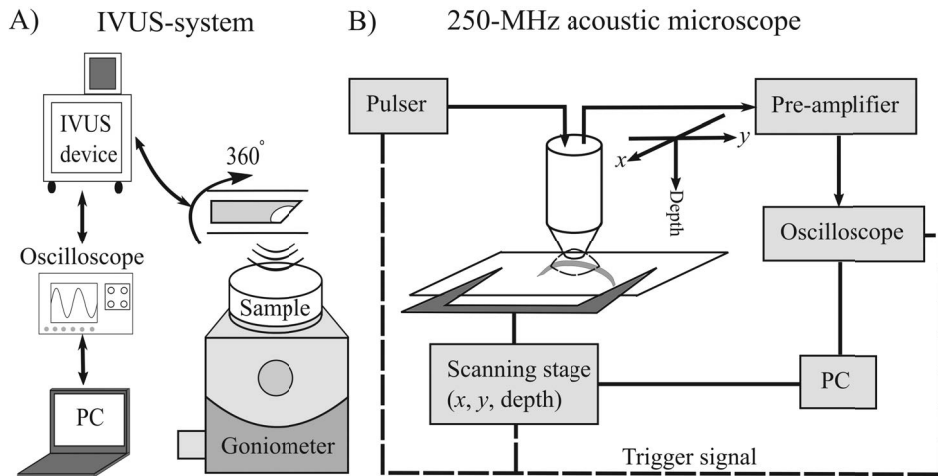 A) IVUS-system
IVUS
device
360°
Oscilloscope
Sample
PC
Goniometer
B) 250-MHz acoustic microscope
Pulser
Pre-amplifier
y
x
Depth
Oscilloscope
Scanning stage
(x, y, depth)
PC
Trigger signal